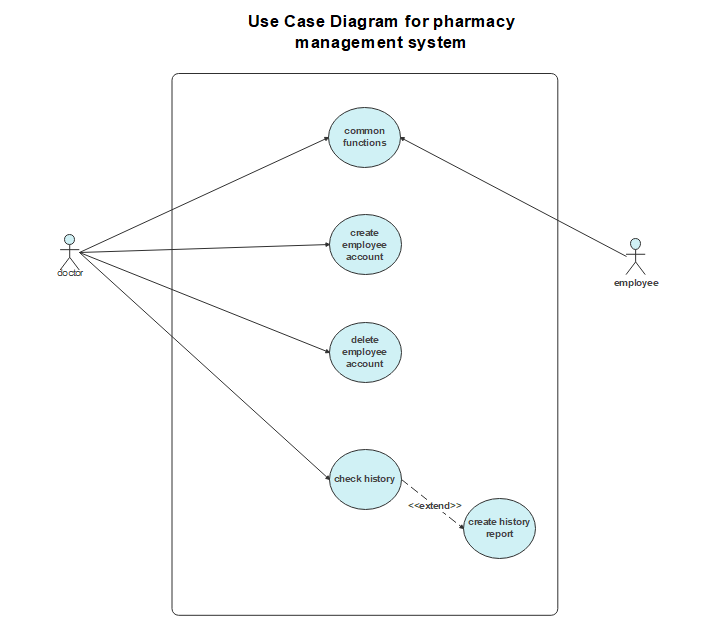 Use Case Diagram for pharmacy
management system
common
functions
create
employee
account
doctor
employee
delete
employee
account
check history
<<extend>>
create history
report